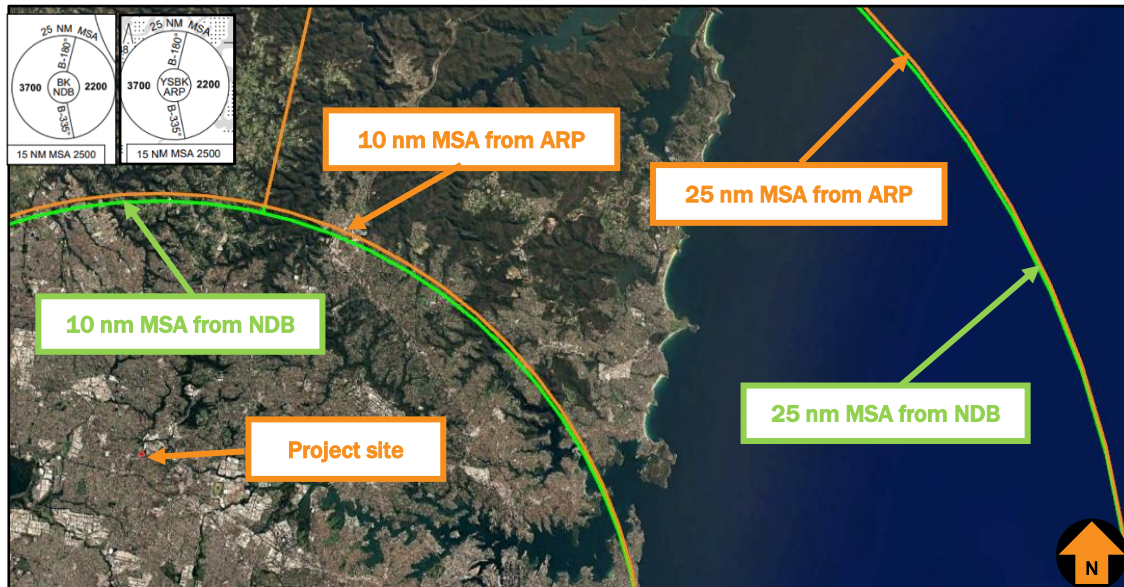 25 NM MSA
B-180°
3700
BK
NDB
2200
B-335°
15 NM MSA 2500
25 NM MSA
B-180°
3700
YSBK
ARP
2200
B-335°
15 NM MSA 2500
10 nm MSA from ARP
25 nm MSA from ARP
10 nm MSA from NDB
25 nm MSA from NDB
Project site
N